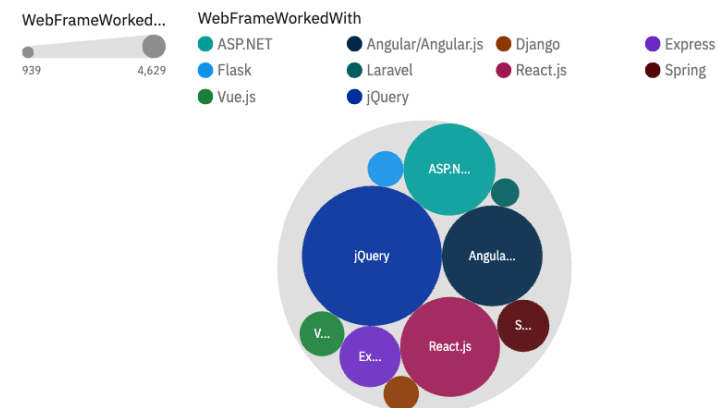 WebFrameWorked...
939 4,629
WebFrameWorkedWith
ASP.NET Angular/Angular.js Django Express
Flask Laravel React.js Spring
Vue.js jQuery
ASP.N...
jQuery Angula...
V... S...
Ex... React.js